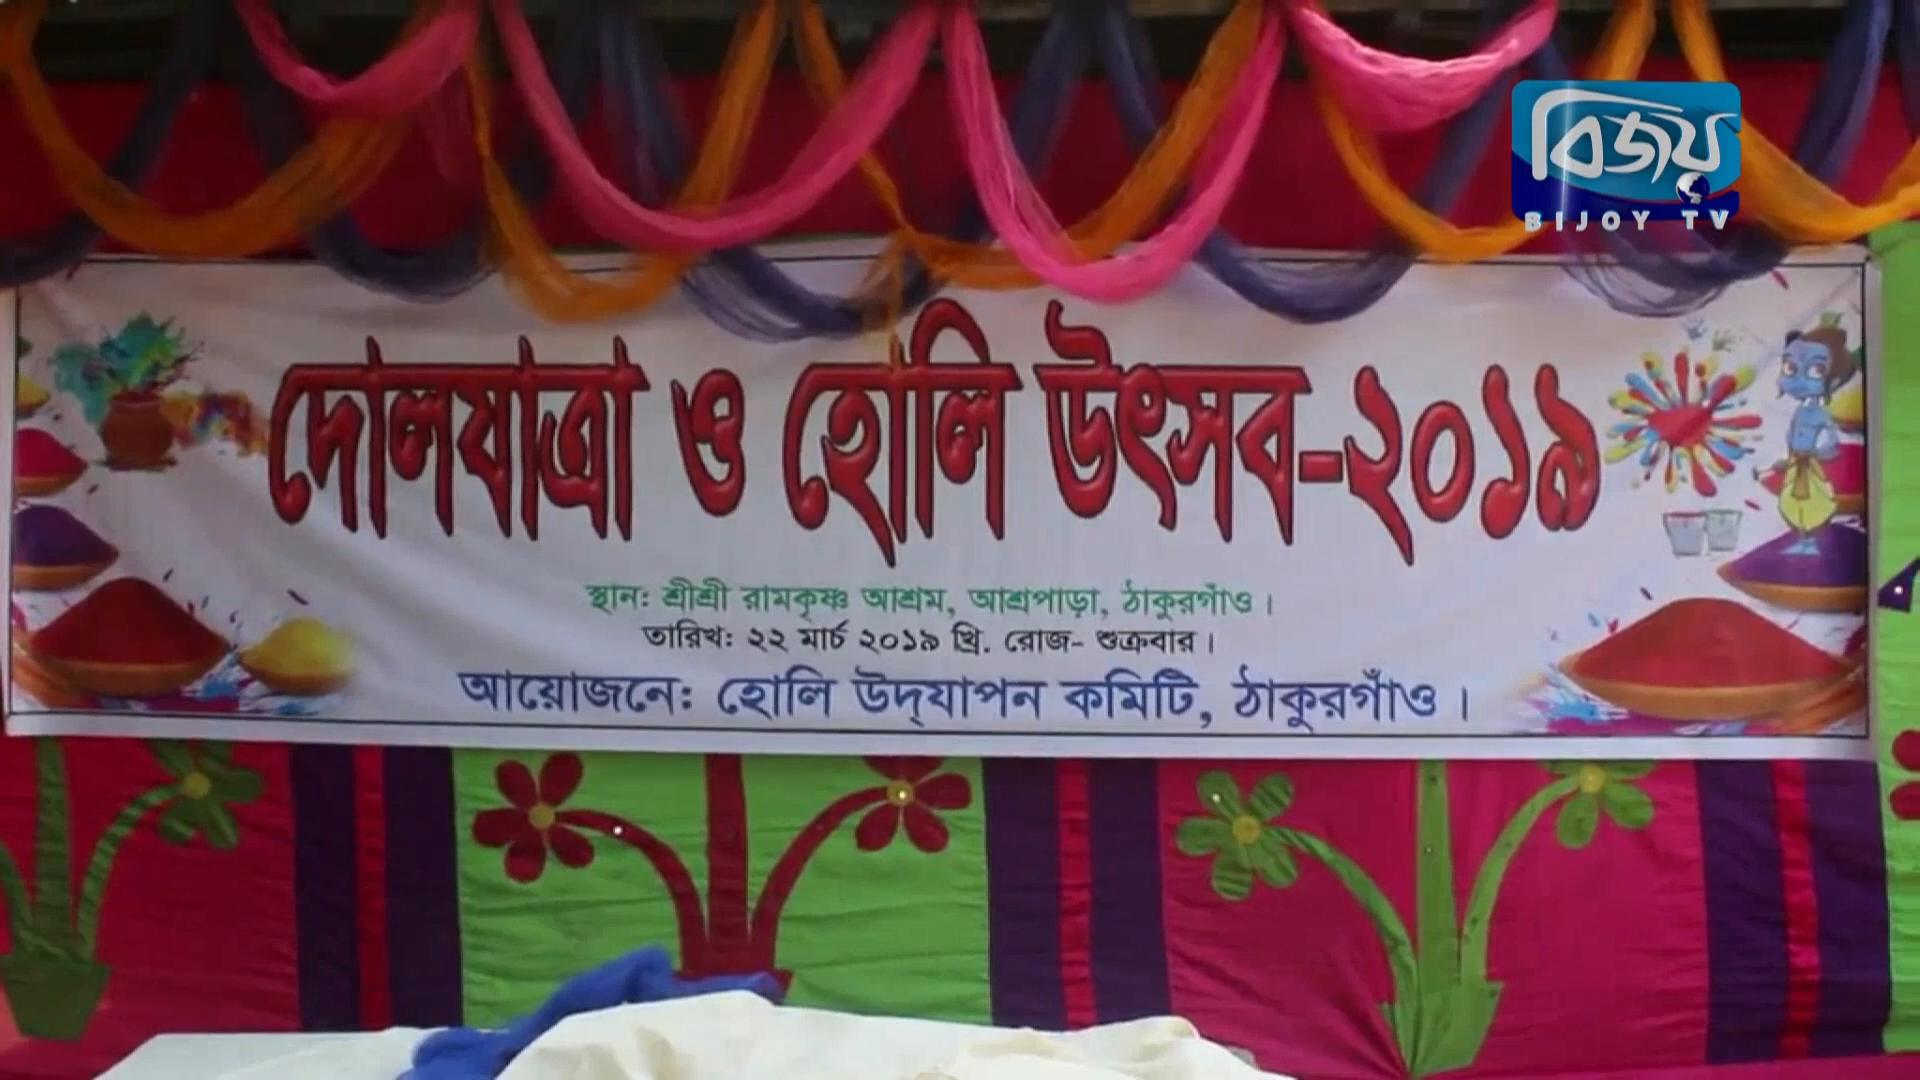 বিজয়
BIJOY TV
দোলযাত্রা ও হোলি উৎসব-২০১৯
স্থান: শ্রীশ্রী রামকৃষ্ণ আশ্রম, আশ্রপাড়া, ঠাকুরগাঁও।
তারিখ: ২২ মার্চ ২০১৯ খ্রি. রোজ- শুক্রবার।
আয়োজনে: হোলি উদ্‌যাপন কমিটি, ঠাকুরগাঁও।